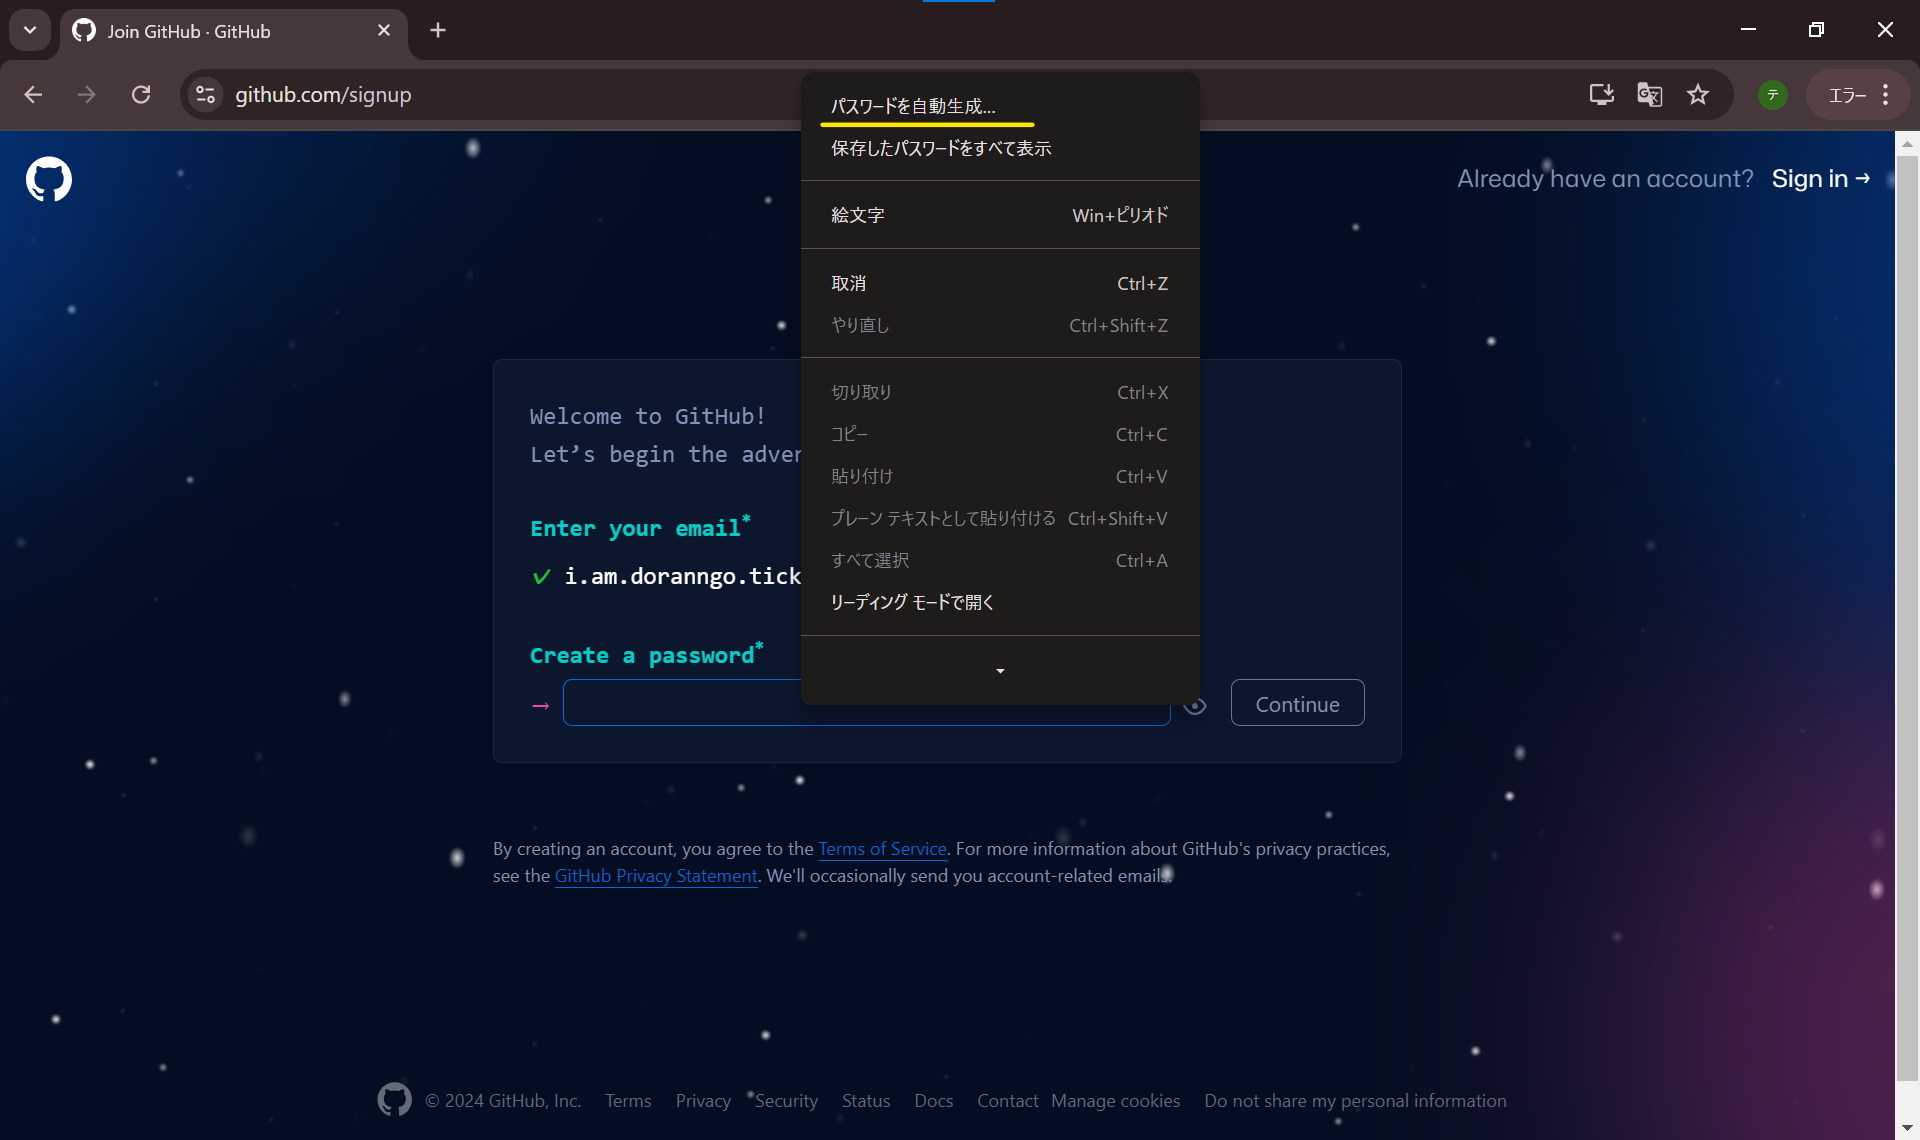 Join GitHub · GitHub
github.com/signup
テ
エラー
Already have an account? Sign in →
パスワードを自動生成...
保存したパスワードをすべて表示
絵文字 Win+ピリオド
取消 Ctrl+Z
やり直し Ctrl+Shift+Z
切り取り Ctrl+X
コピー Ctrl+C
貼り付け Ctrl+V
プレーン テキストとして貼り付ける Ctrl+Shift+V
すべて選択 Ctrl+A
リーディング モードで開く
Welcome to GitHub!
Let’s begin the adver
Enter your email*
✓ i.am.doranngo.tick
Create a password*
→
Continue
By creating an account, you agree to the Terms of Service. For more information about GitHub's privacy practices,
see the GitHub Privacy Statement. We'll occasionally send you account-related emails.
© 2024 GitHub, Inc. Terms Privacy Security Status Docs Contact Manage cookies Do not share my personal information